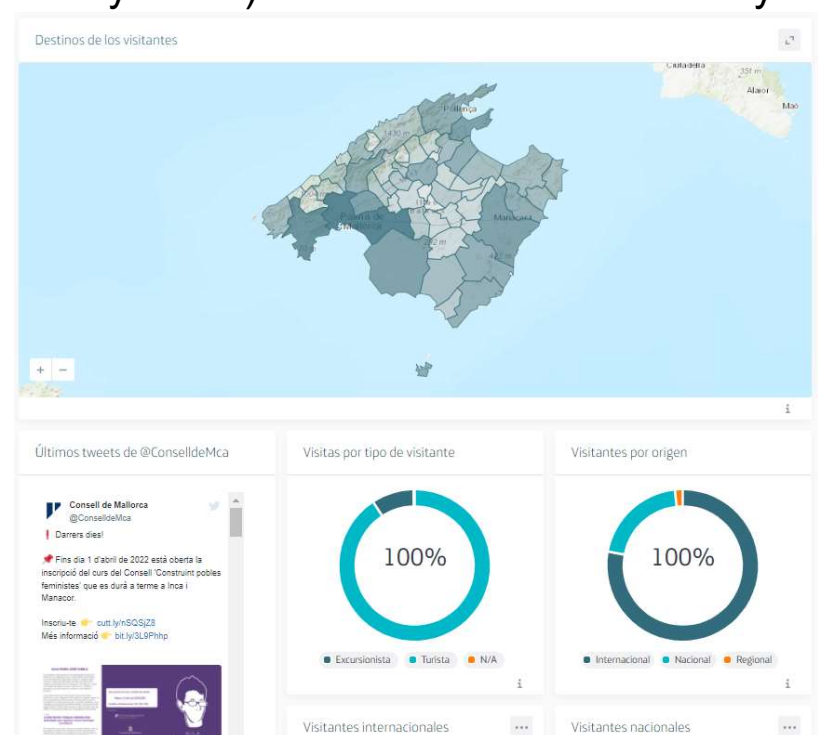 Destinos de los visitantes
Ciutadella
351 m
Alaior
Maó
Pollença
1430 m
Palma de
Mallorca
Manacor
+ −
i
Últimos tweets de @ConselldeMca
Consell de Mallorca
@ConselldeMca
❗ Darrers dies!
📌 Fins dia 1 d'abril de 2022 està oberta la
inscripció del curs del Consell 'Construint pobles
feministes' que es durà a terme a Inca i
Manacor.
Inscriu-te 👉 cutt.ly/nSQSjZ8
Més informació 👉 bit.ly/3L9Phhp
Visitas por tipo de visitante
100%
Excursionista Turista N/A
i
Visitantes por origen
100%
Internacional Nacional Regional
i
Visitantes internacionales ...
Visitantes nacionales ...